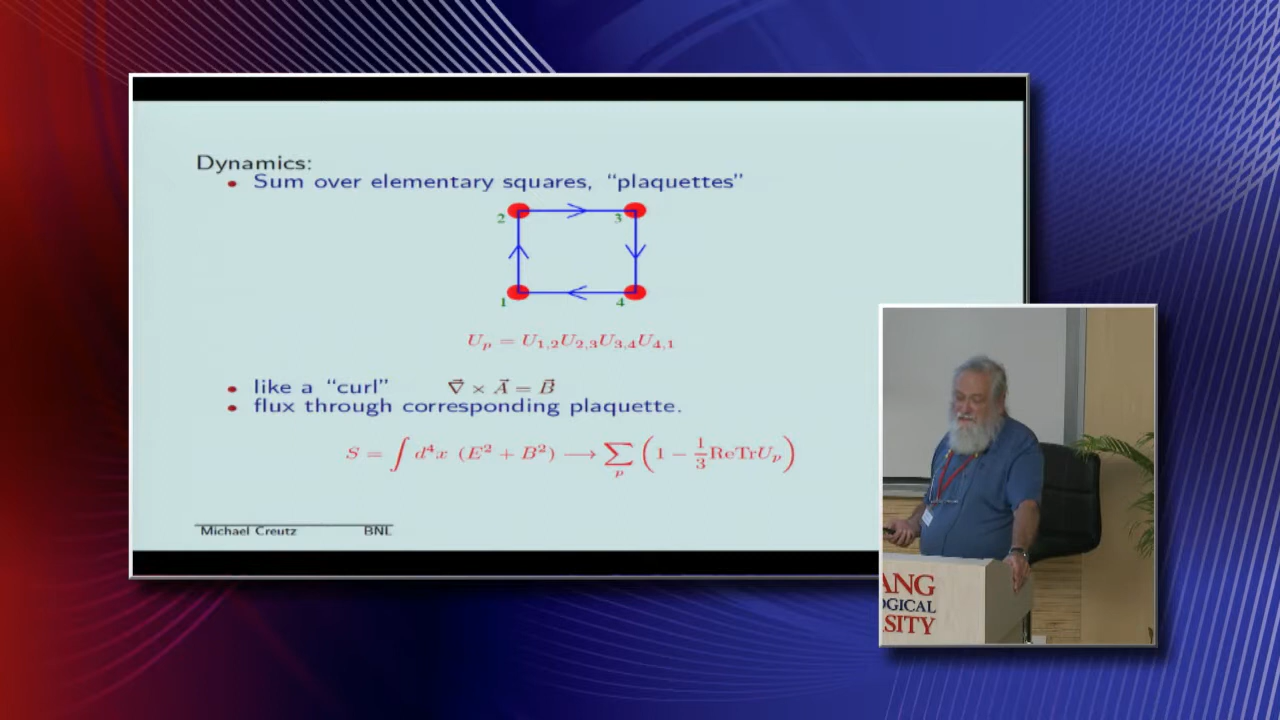 Dynamics:
• Sum over elementary squares, “plaquettes”
2 3
1 4
U_p = U_{1,2}U_{2,3}U_{3,4}U_{4,1}
• like a “curl” ∇⃗ × A⃗ = B⃗
• flux through corresponding plaquette.
S = ∫ d⁴x (E² + B²) ⟶ ∑_p (1 − 1/3 ReTrU_p)
Michael Creutz BNL
ANG
OGICAL
RSITY